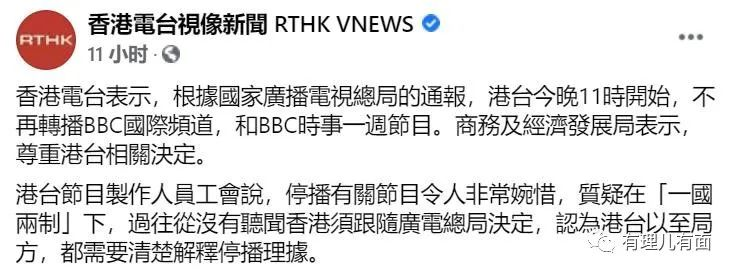 香港電台視像新聞 RTHK VNEWS
RTHK
11 小时
香港電台表示，根據國家廣播電視總局的通報，港台今晚11時開始，不
再轉播BBC國際頻道，和BBC時事一週節目。商務及經濟發展局表示，
尊重港台相關決定。
港台節目製作人員工會說，停播有關節目令人非常婉惜，質疑在「一國
兩制」下，過往從沒有聽聞香港須跟隨廣電總局決定，認為港台以至局
方，都需要清楚解釋停播理據。
有理儿有面